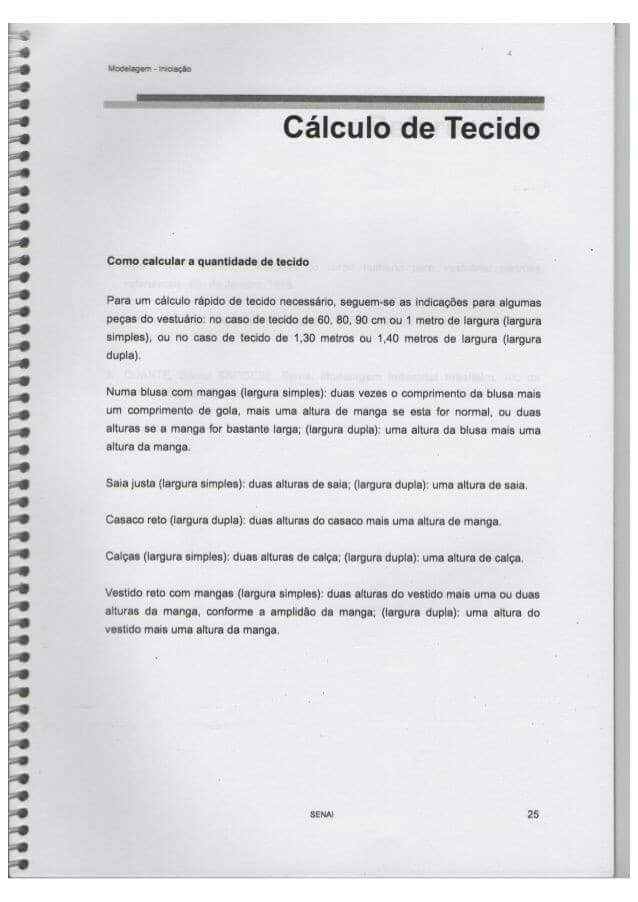 4
Modelagem - Iniciação
Cálculo de Tecido
Como calcular a quantidade de tecido
Para um cálculo rápido de tecido necessário, seguem-se as indicações para algumas
peças do vestuário: no caso de tecido de 60, 80, 90 cm ou 1 metro de largura (largura
simples), ou no caso de tecido de 1,30 metros ou 1,40 metros de largura (largura
dupla).
Numa blusa com mangas (largura simples): duas vezes o comprimento da blusa mais
um comprimento de gola, mais uma altura de manga se esta for normal, ou duas
alturas se a manga for bastante larga; (largura dupla): uma altura da blusa mais uma
altura da manga.
Saia justa (largura simples): duas alturas de saia; (largura dupla): uma altura de saia.
Casaco reto (largura dupla): duas alturas do casaco mais uma altura de manga.
Calças (largura simples): duas alturas de calça; (largura dupla): uma altura de calça.
Vestido reto com mangas (largura simples): duas alturas do vestido mais uma ou duas
alturas da manga, conforme a amplidão da manga; (largura dupla): uma altura do
vestido mais uma altura da manga.
SENAI
25